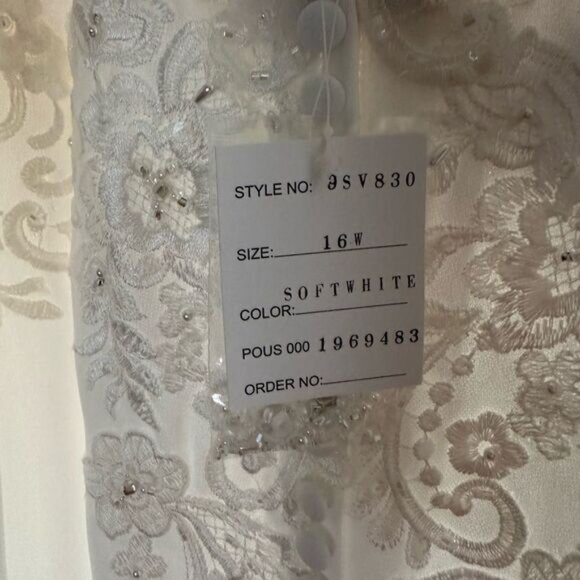 STYLE NO: 9SV830
SIZE: 16W
SOFTWHITE
COLOR:
POUS 000 1969483
ORDER NO: